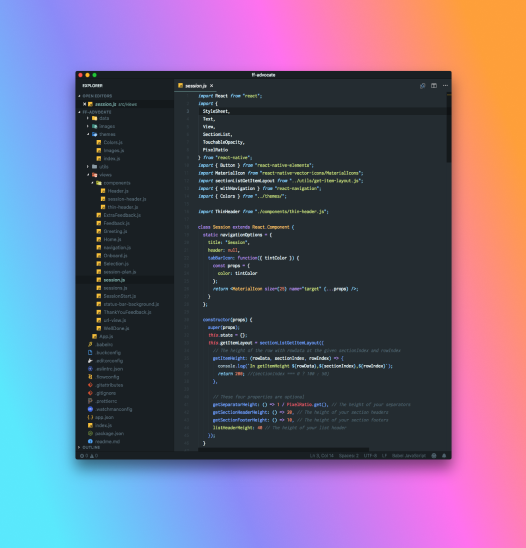 ff-advocate
EXPLORER
OPEN EDITORS
session.js src/views
FF-ADVOCATE
data
images
themes
Colors.js
Images.js
index.js
utils
views
components
Header.js
session-header.js
thin-header.js
ExtraFeedback.js
Feedback.js
Greeting.js
Home.js
navigation.js
Onboard.js
Selection.js
session-plan.js
session.js
sessions.js
SessionStart.js
status-bar-background.js
ThankYouFeedback.js
url-view.js
WellDone.js
App.js
.babelrc
.buckconfig
.editorconfig
.eslintrc.json
.flowconfig
.gitattributes
.gitignore
.prettierrc
.watchmanconfig
app.json
index.js
package.json
readme.md
OUTLINE
session.js
import React from "react";
import {
StyleSheet,
Text,
View,
SectionList,
TouchableOpacity,
PixelRatio
} from "react-native";
import { Button } from "react-native-elements";
import MaterialIcon from "react-native-vector-icons/MaterialIcons";
import sectionListGetItemLayout from "../utils/get-item-layout.js";
import { withNavigation } from "react-navigation";
import { Colors } from "../themes/";
import ThinHeader from "./components/thin-header.js";
class Session extends React.Component {
static navigationOptions = {
title: "Session",
header: null,
tabBarIcon: function({ tintColor }) {
const props = {
color: tintColor
};
return <MaterialIcon size={25} name="target" {...props} />;
}
};
constructor(props) {
super(props);
this.state = {};
this.getItemLayout = sectionListGetItemLayout({
// The height of the row with rowData at the given sectionIndex and rowIndex
getItemHeight: (rowData, sectionIndex, rowIndex) => {
console.log(`In getItemHeight ${rowData},${sectionIndex},${rowIndex}`);
return 200;
},
// These four properties are optional
getSeparatorHeight: () => 1 / PixelRatio.get(), // The height of your separators
getSectionHeaderHeight: () => 20, // The height of your section headers
getSectionFooterHeight: () => 10, // The height of your section footers
listHeaderHeight: 40 // The height of your list header
});
}
Spaces: 2 UTF-8 LF Babel JavaScript